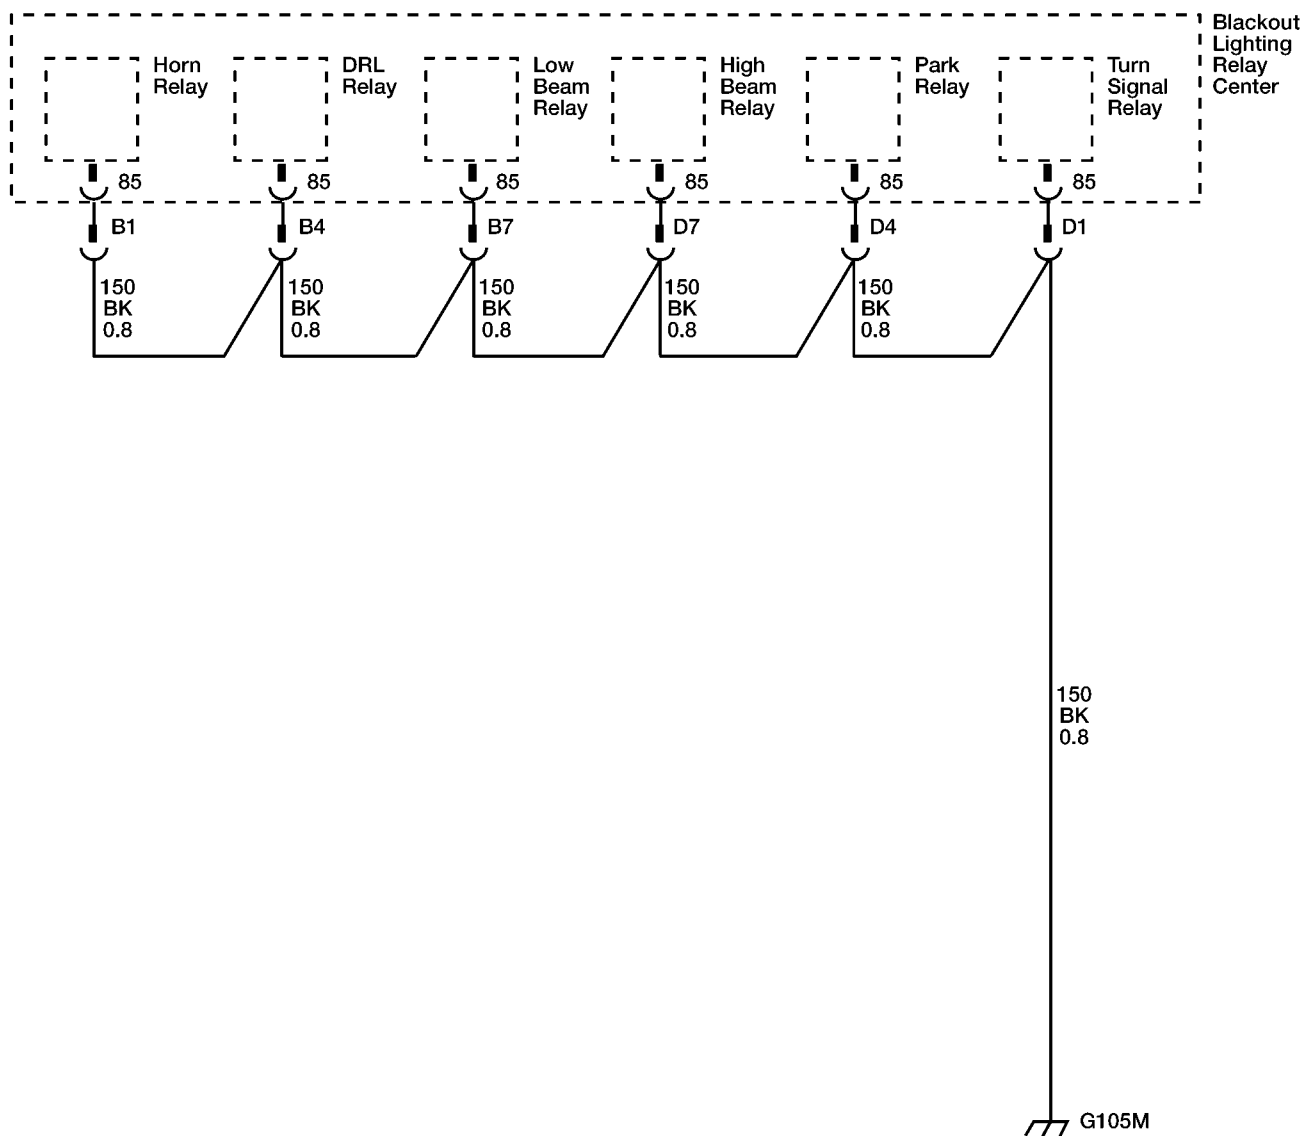 Blackout
Lighting
Relay
Center
Horn
Relay
DRL
Relay
Low
Beam
Relay
High
Beam
Relay
Park
Relay
Turn
Signal
Relay
85
85
85
85
85
85
B1
B4
B7
D7
D4
D1
150
BK
0.8
150
BK
0.8
150
BK
0.8
150
BK
0.8
150
BK
0.8
150
BK
0.8
G105M